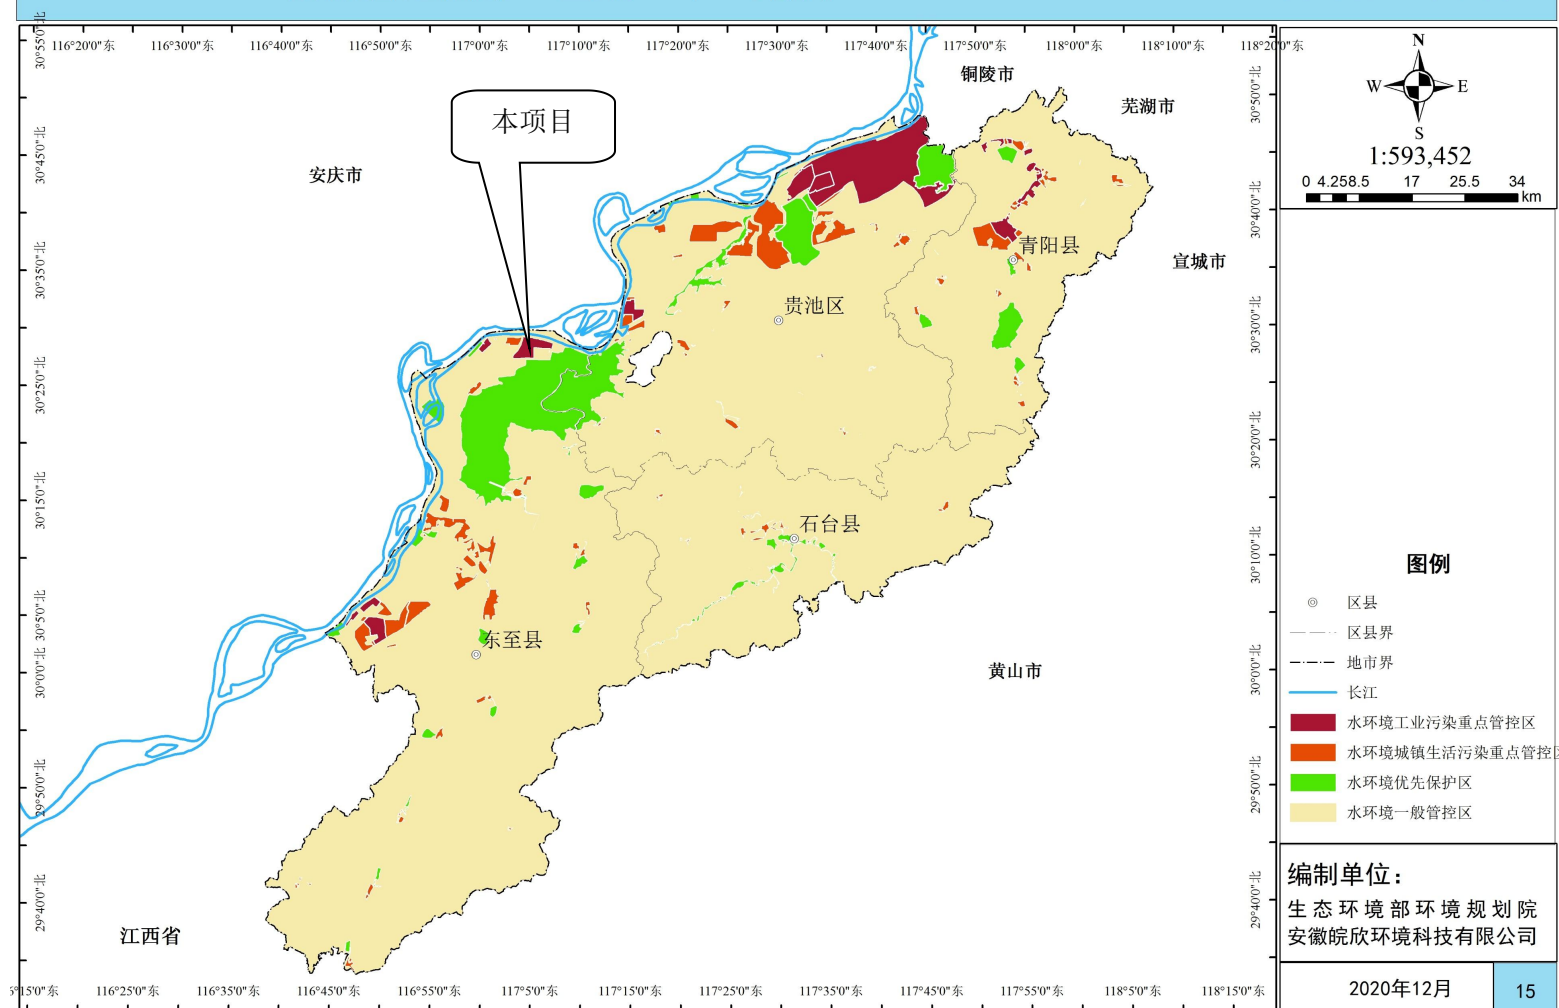 116°20'0"东 116°30'0"东 116°40'0"东 116°50'0"东 117°0'0"东 117°10'0"东 117°20'0"东 117°30'0"东 117°40'0"东 117°50'0"东 118°0'0"东 118°10'0"东 118°20'0"东
铜陵市
芜湖市
本项目
安庆市
青阳县
宣城市
贵池区
石台县
东至县
黄山市
江西省
30°45'0"北
30°5'0"北
30°0'0"北
29°40'0"北
30°50'0"北
30°40'0"北
30°30'0"北
30°20'0"北
30°10'0"北
30°0'0"北
29°50'0"北
29°40'0"北
116°25'0"东 116°35'0"东 116°45'0"东 116°55'0"东 117°5'0"东 117°15'0"东 117°25'0"东 117°35'0"东 117°45'0"东 117°55'0"东 118°5'0"东 118°15'0"东
N
W E
S
1:593,452
0 4.25 8.5 17 25.5 34
km
图例
区县
区县界
地市界
长江
水环境工业污染重点管控区
水环境城镇生活污染重点管控区
水环境优先保护区
水环境一般管控区
编制单位：
生态环境部环境规划院
安徽皖欣环境科技有限公司
2020年12月
15